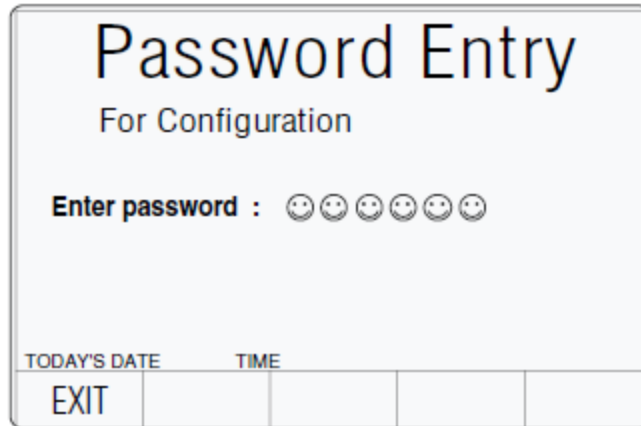 Password Entry
For Configuration
Enter password : ☺☺☺☺☺☺
TODAY'S DATE TIME
EXIT